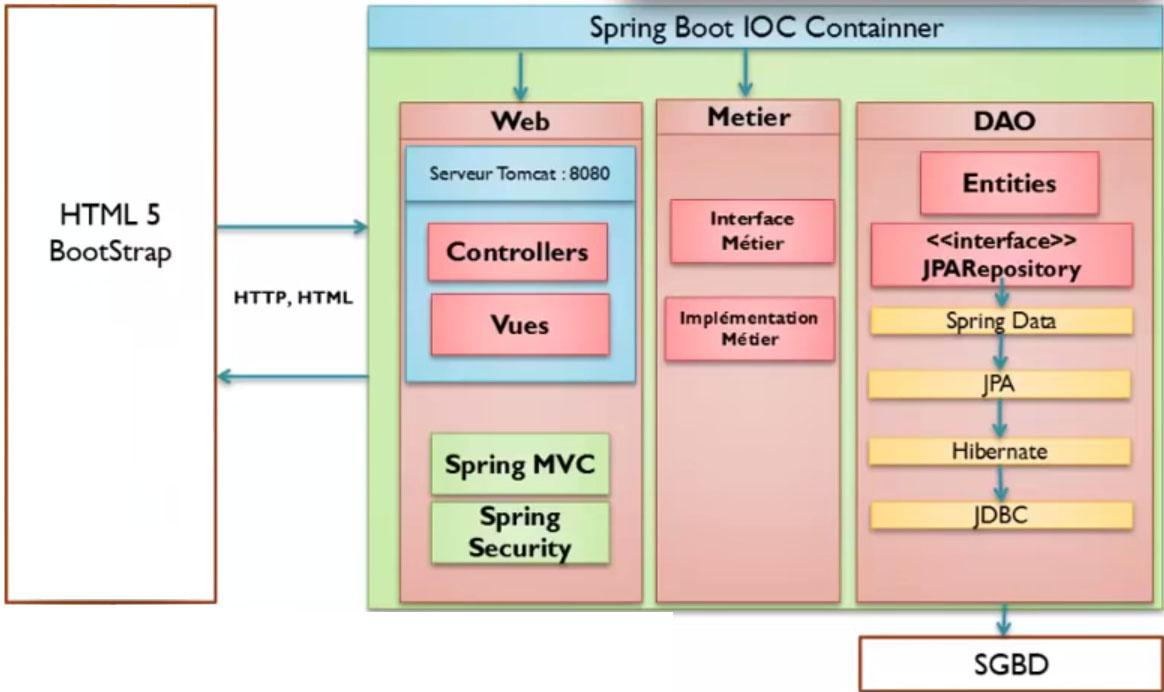 Spring Boot IOC Containner
HTML 5
BootStrap
HTTP, HTML
Web
Serveur Tomcat : 8080
Controllers
Vues
Spring MVC
Spring
Security
Metier
Interface
Métier
Implémentation
Métier
DAO
Entities
<<interface>>
JPARepository
Spring Data
JPA
Hibernate
JDBC
SGBD